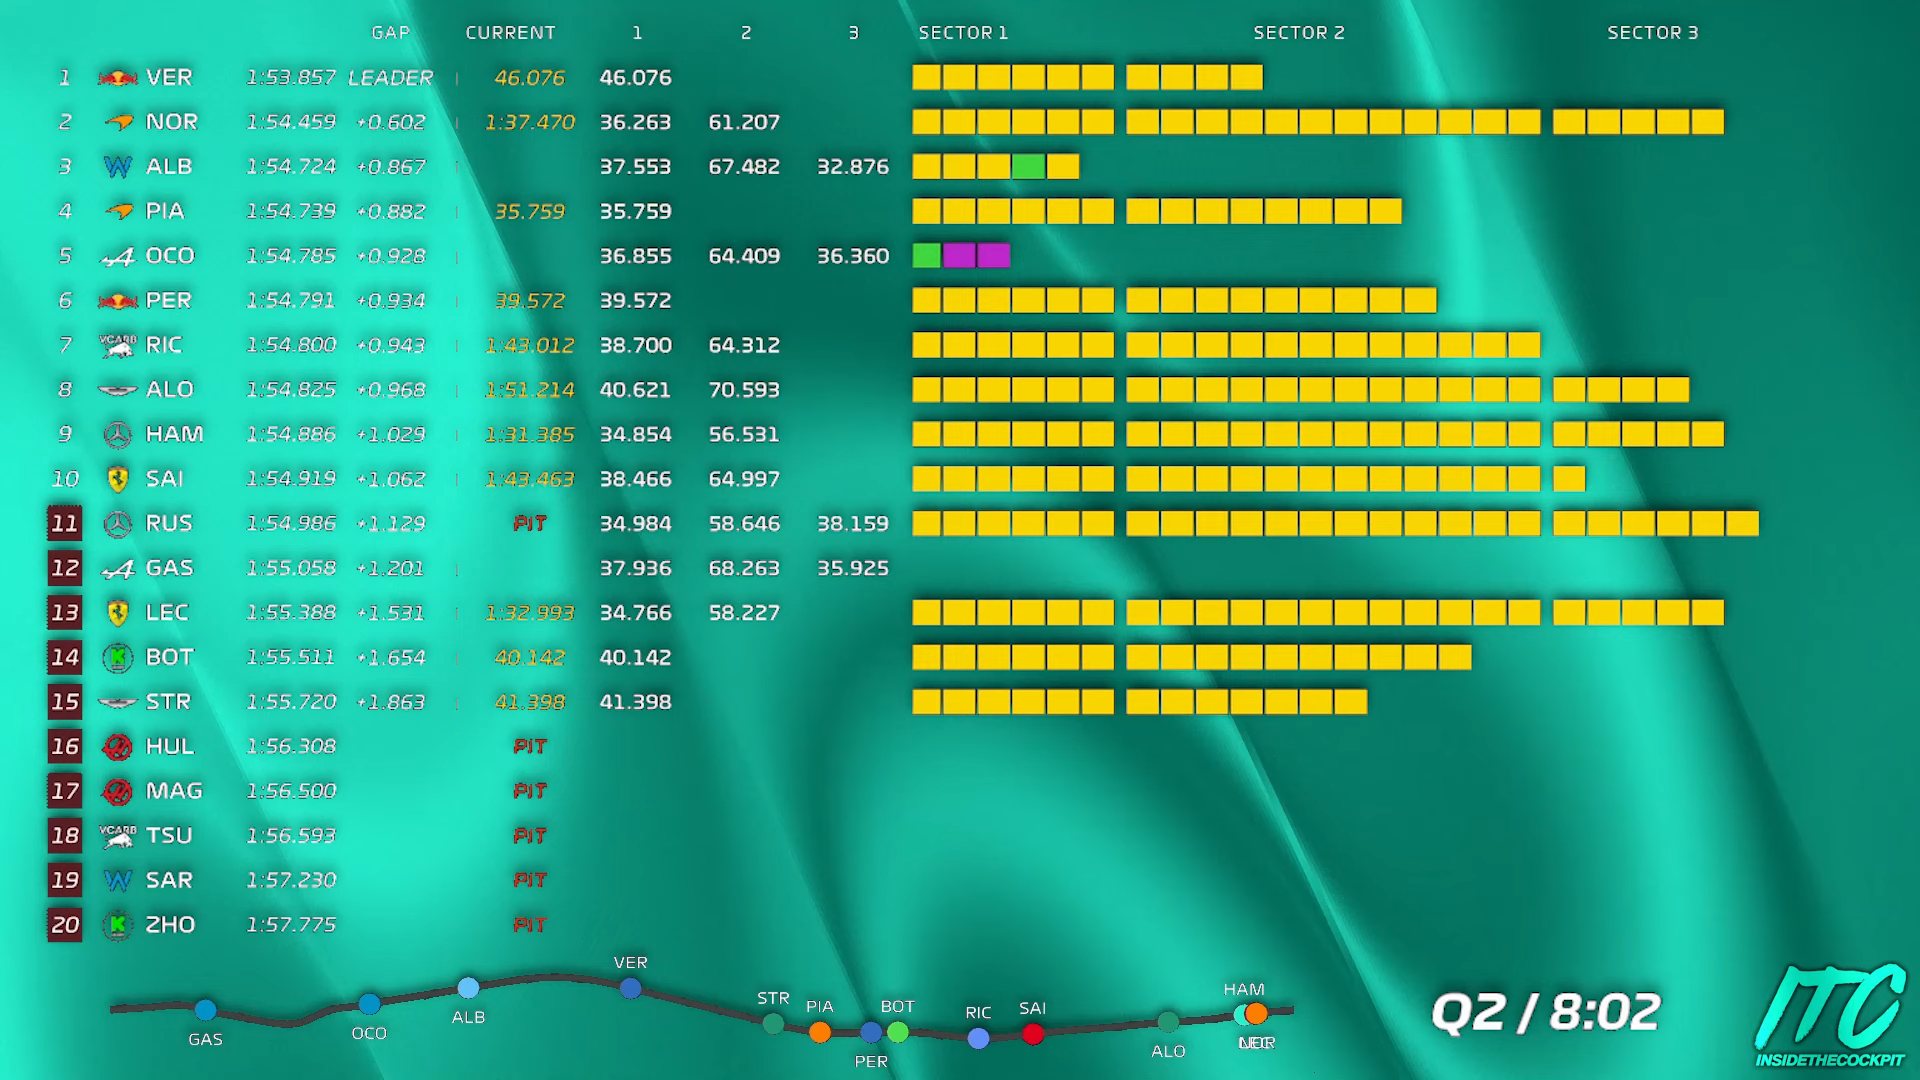 GAP CURRENT 1 2 3 SECTOR 1 SECTOR 2 SECTOR 3
1 VER 1:53.857 LEADER 46.076 46.076
2 NOR 1:54.459 +0.602 1:37.470 36.263 61.207
3 ALB 1:54.724 +0.867 37.553 67.482 32.876
4 PIA 1:54.739 +0.882 35.759 35.759
5 OCO 1:54.785 +0.928 36.855 64.409 36.360
6 PER 1:54.791 +0.934 39.572 39.572
7 VCARB RIC 1:54.800 +0.943 1:43.012 38.700 64.312
8 ALO 1:54.825 +0.968 1:51.214 40.621 70.593
9 HAM 1:54.886 +1.029 1:31.385 34.854 56.531
10 SAI 1:54.919 +1.062 1:43.463 38.466 64.997
11 RUS 1:54.986 +1.129 PIT 34.984 58.646 38.159
12 GAS 1:55.058 +1.201 37.936 68.263 35.925
13 LEC 1:55.388 +1.531 1:32.993 34.766 58.227
14 K BOT 1:55.511 +1.654 40.142 40.142
15 STR 1:55.720 +1.863 41.398 41.398
16 HUL 1:56.308 PIT
17 MAG 1:56.500 PIT
18 VCARB TSU 1:56.593 PIT
19 SAR 1:57.230 PIT
20 K ZHO 1:57.775 PIT
VER
STR PIA BOT RIC SAI HAM
GAS OCO ALB PER ALO
Q2 / 8:02
ITC
INSIDETHECOCKPIT